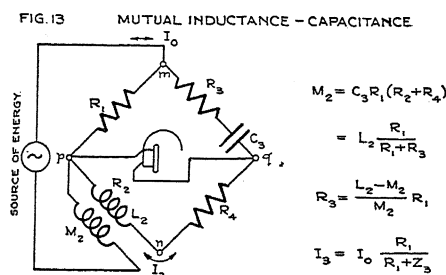 FIG. 13 MUTUAL INDUCTANCE - CAPACITANCE
I₀
m
R₁
R₃
C₃
p
q
R₂
L₂
M₂
R₄
n
SOURCE OF ENERGY.
M₂ = C₃R₁(R₂+R₄)
= L₂ R₁/(R₁+R₃)
R₃ = (L₂-M₂)/M₂ R₁
I₃ = I₀ R₁/(R₁+Z₃)